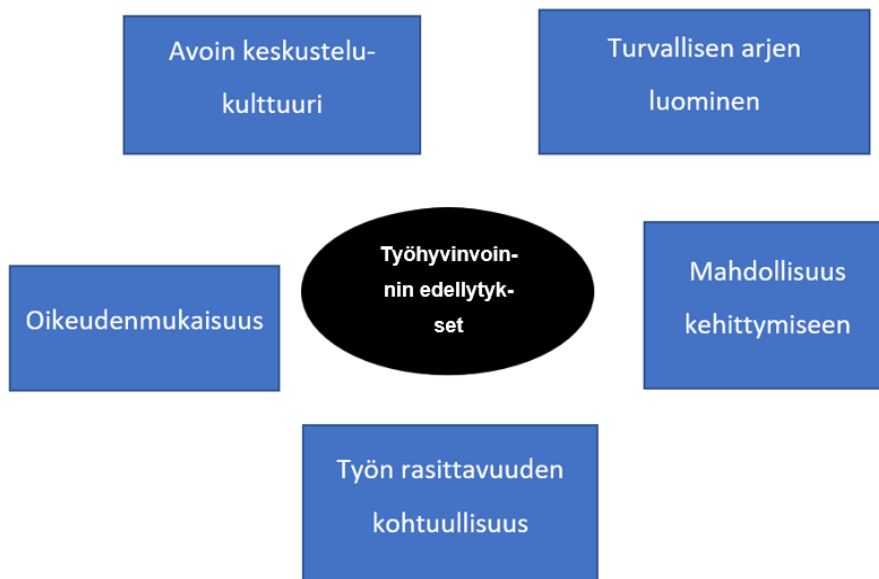 Avoin keskustelu-
kulttuuri
Turvallisen arjen
luominen
Työhyvinvoin-
nin edellytyk-
set
Oikeudenmukaisuus
Mahdollisuus
kehittymiseen
Työn rasittavuuden
kohtuullisuus